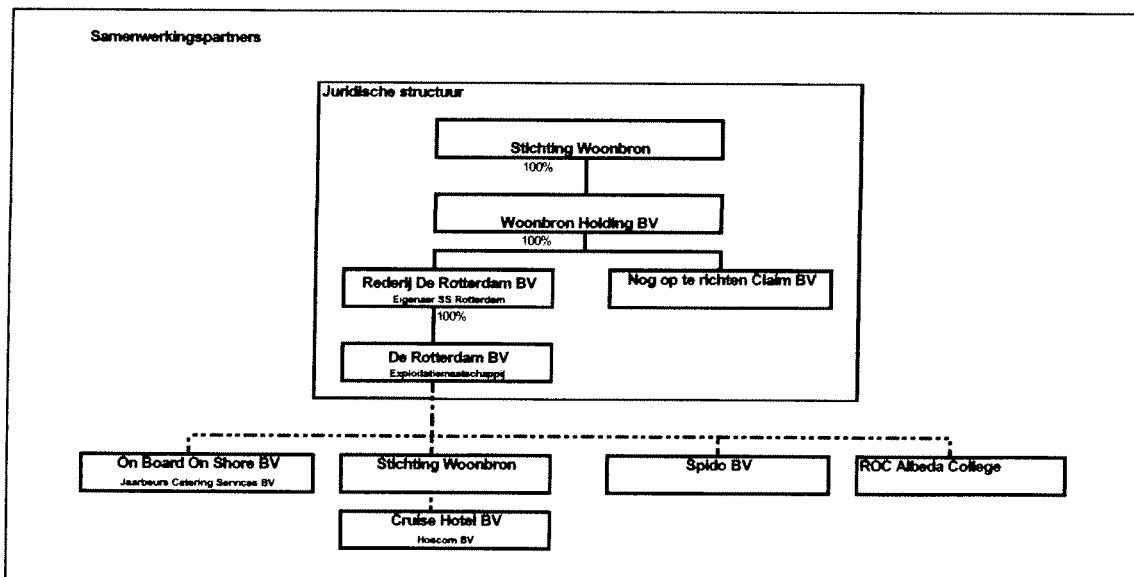 Samenwerkingspartners
Juridische structuur
Stichting Woonbron
100%
Woonbron Holding BV
100%
Rederij De Rotterdam BV
Eigenaar SS Rotterdam
Nog op te richten Claim BV
100%
De Rotterdam BV
Exploitatiemaatschappij
On Board On Shore BV
Jaarbeurs Catering Services BV
Stichting Woonbron
Spido BV
ROC Albeda College
Cruise Hotel BV
Hoscom BV